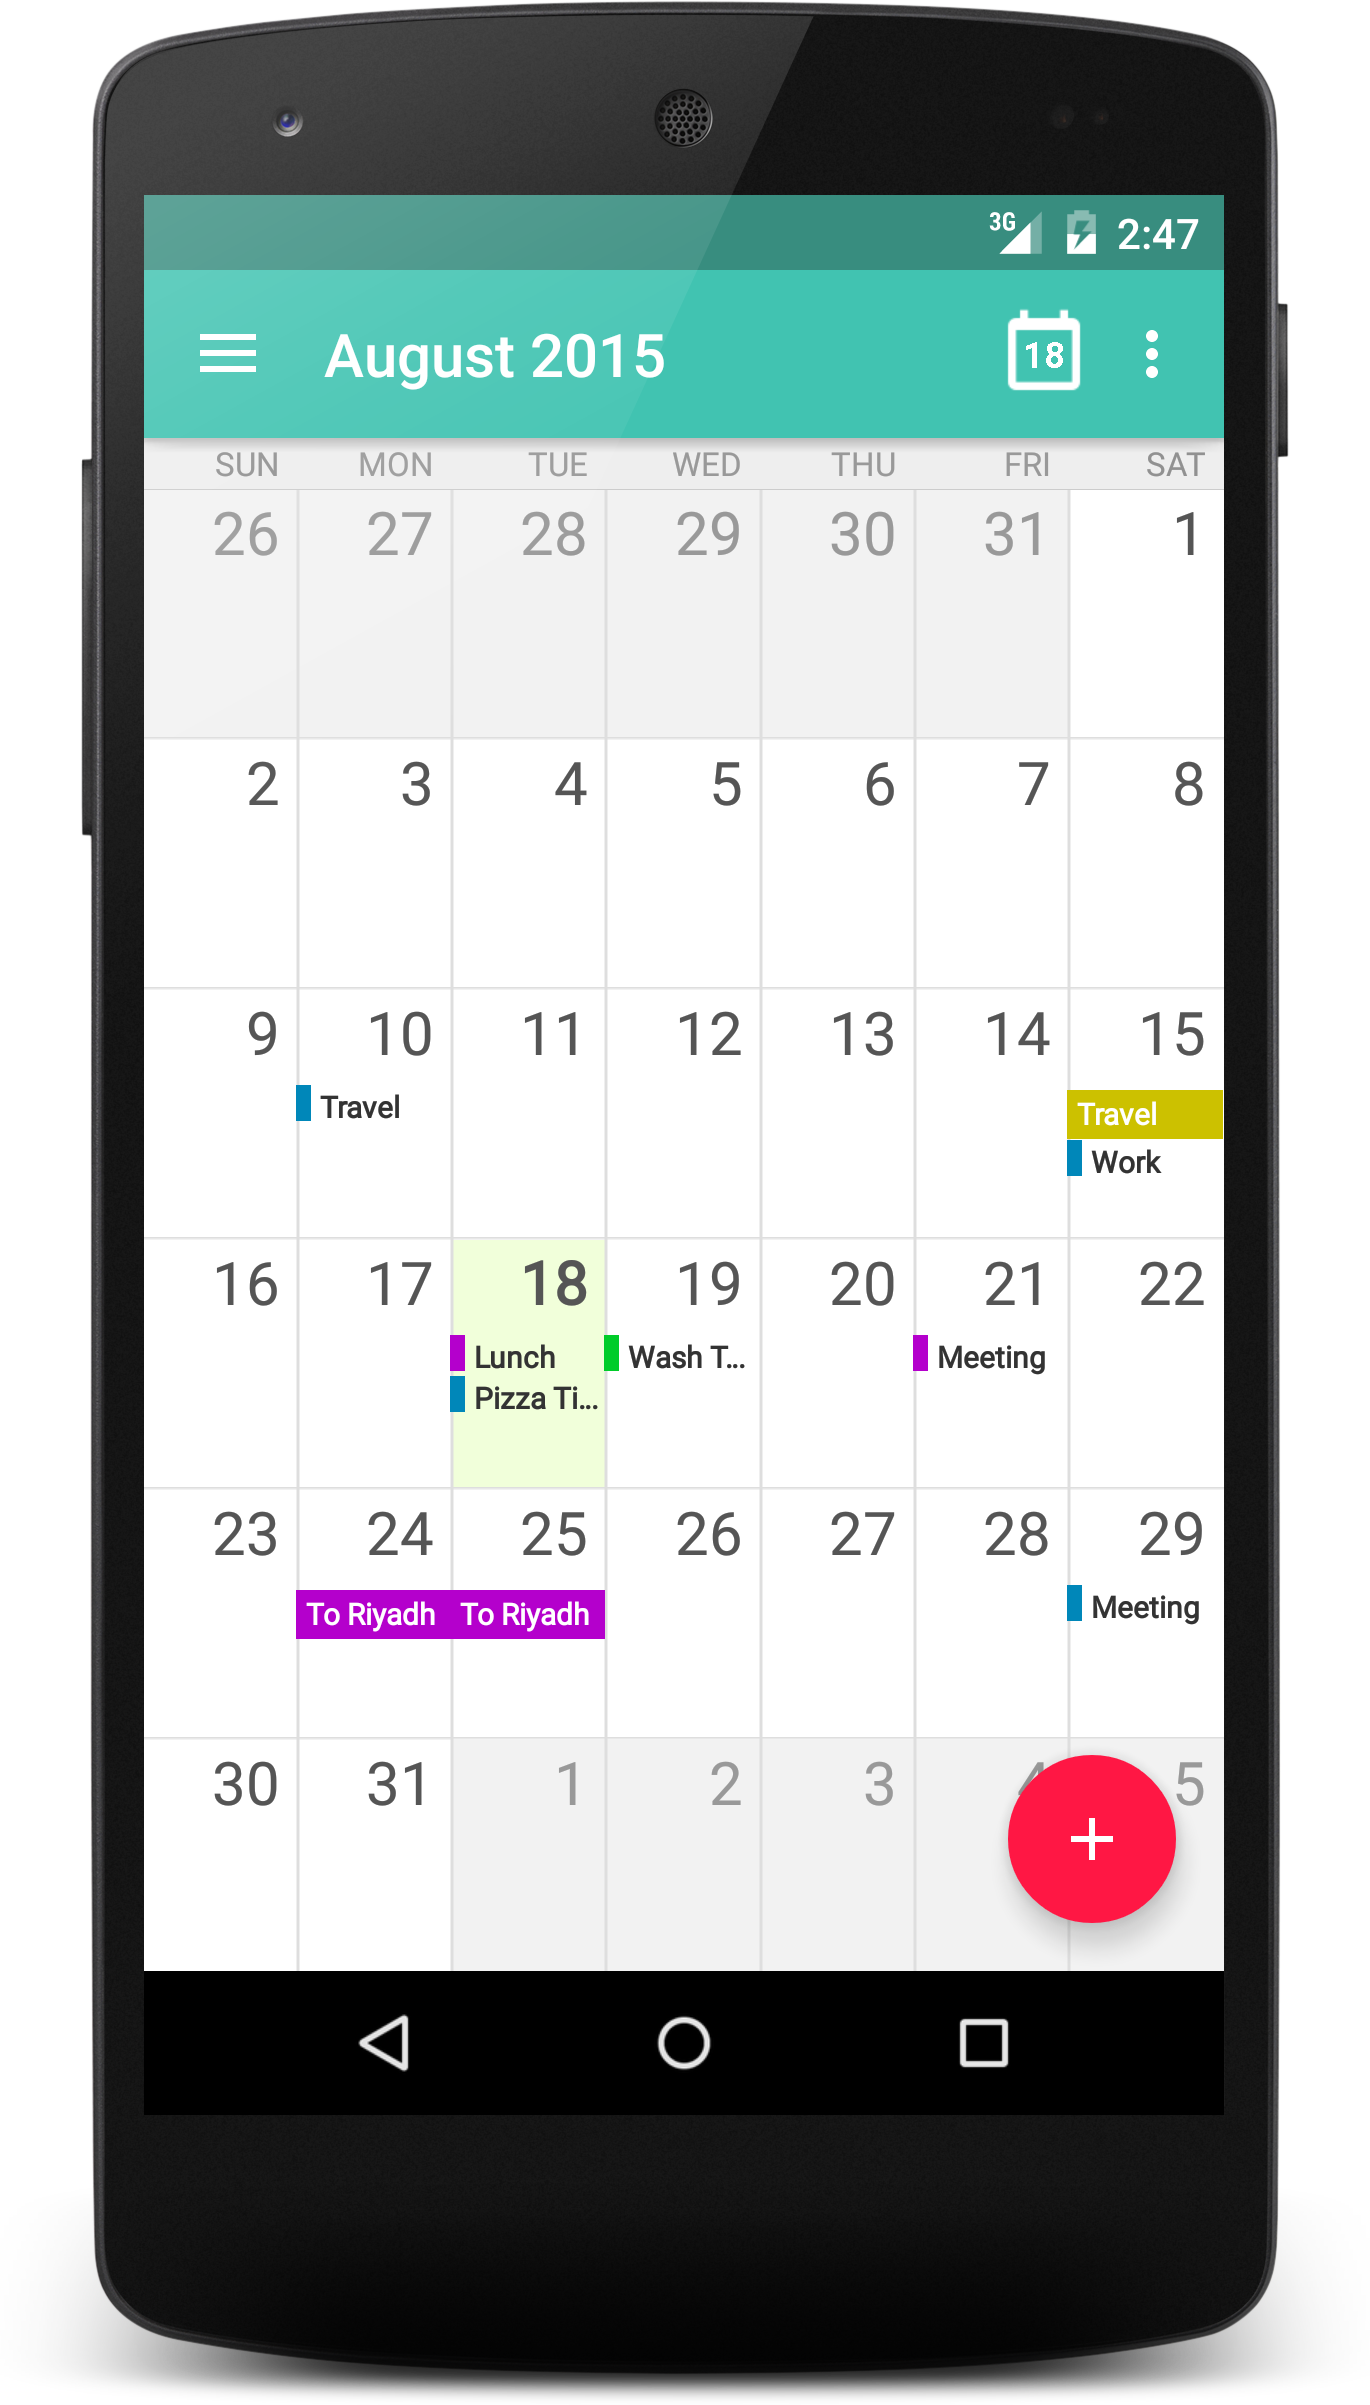 3G 2:47
August 2015 18
SUN MON TUE WED THU FRI SAT
26 27 28 29 30 31 1
2 3 4 5 6 7 8
9 10 11 12 13 14 15
Travel Travel
Work
16 17 18 19 20 21 22
Lunch Wash T... Meeting
Pizza Ti...
23 24 25 26 27 28 29
To Riyadh To Riyadh Meeting
30 31 1 2 3 4 5
+